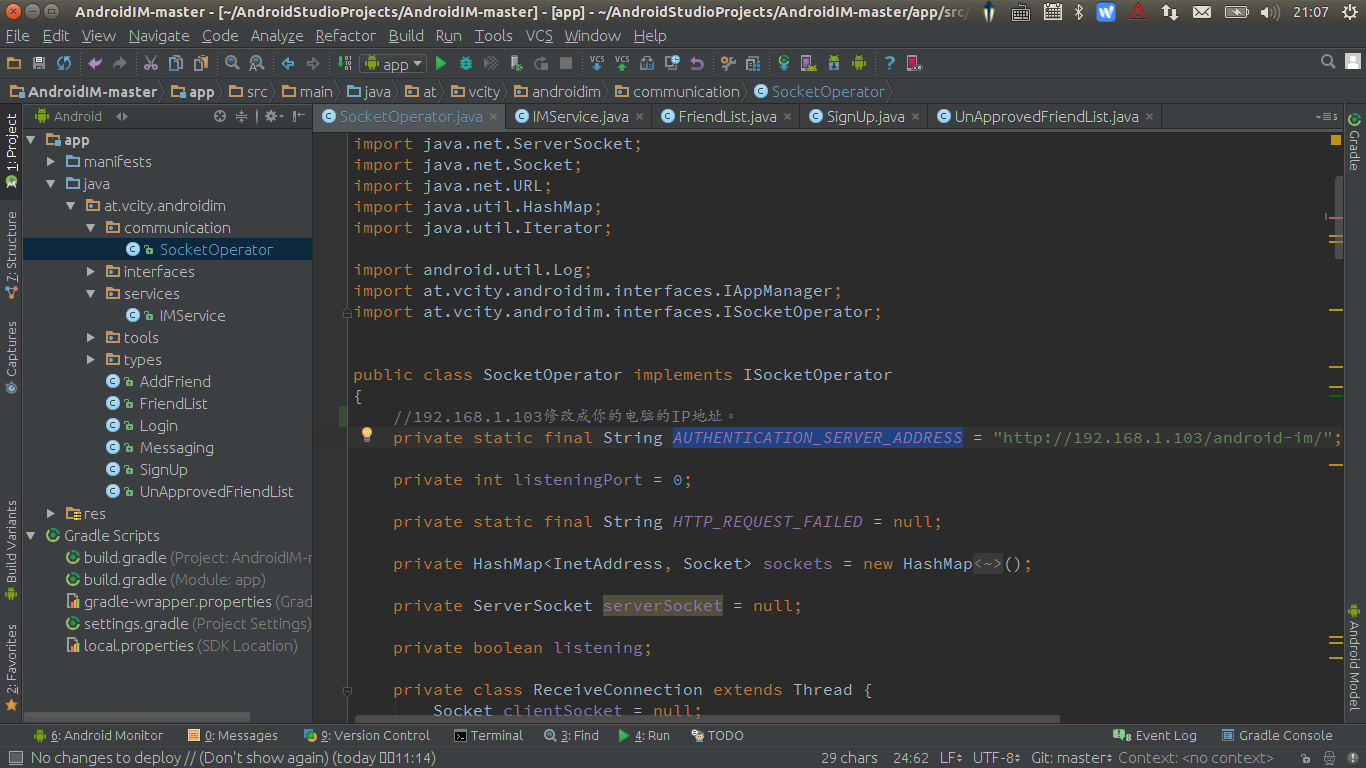 AndroidIM-master - [~/AndroidStudioProjects/AndroidIM-master] - [app] - ~/AndroidStudioProjects/AndroidIM-master/app/src/
21:07
File Edit View Navigate Code Analyze Refactor Build Run Tools VCS Window Help
app
AndroidIM-master app src main java at vcity androidim communication SocketOperator
Android
SocketOperator.java IMService.java FriendList.java SignUp.java UnApprovedFriendList.java
1: Project
7: Structure
Captures
Build Variants
2: Favorites
app
manifests
java
at.vcity.androidim
communication
SocketOperator
interfaces
services
IMService
tools
types
AddFriend
FriendList
Login
Messaging
SignUp
UnApprovedFriendList
res
Gradle Scripts
build.gradle (Project: AndroidIM-
build.gradle (Module: app)
gradle-wrapper.properties (Grad
settings.gradle (Project Settings)
local.properties (SDK Location)
import java.net.ServerSocket;
import java.net.Socket;
import java.net.URL;
import java.util.HashMap;
import java.util.Iterator;
import android.util.Log;
import at.vcity.androidim.interfaces.IAppManager;
import at.vcity.androidim.interfaces.ISocketOperator;
public class SocketOperator implements ISocketOperator
{
//192.168.1.103修改成你的电脑的IP地址。
private static final String AUTHENTICATION_SERVER_ADDRESS = "http://192.168.1.103/android-im/";
private int listeningPort = 0;
private static final String HTTP_REQUEST_FAILED = null;
private HashMap<InetAddress, Socket> sockets = new HashMap<~>();
private ServerSocket serverSocket = null;
private boolean listening;
private class ReceiveConnection extends Thread {
Socket clientSocket = null;
Gradle
Android Model
6: Android Monitor 0: Messages 9: Version Control Terminal 3: Find 4: Run TODO 8 Event Log Gradle Console
No changes to deploy // (Don't show again) (today 11:14) 29 chars 24:62 LF UTF-8 Git: master Context: <no context>